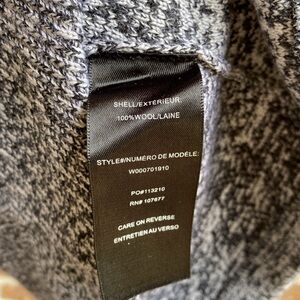 SHELL/EXTÉRIEUR:
100%WOOL/LAINE
STYLE#/NUMÉRO DE MODÈLE:
W000701910
PO#113210
RN# 107677
CARE ON REVERSE
ENTRETIEN AU VERSO